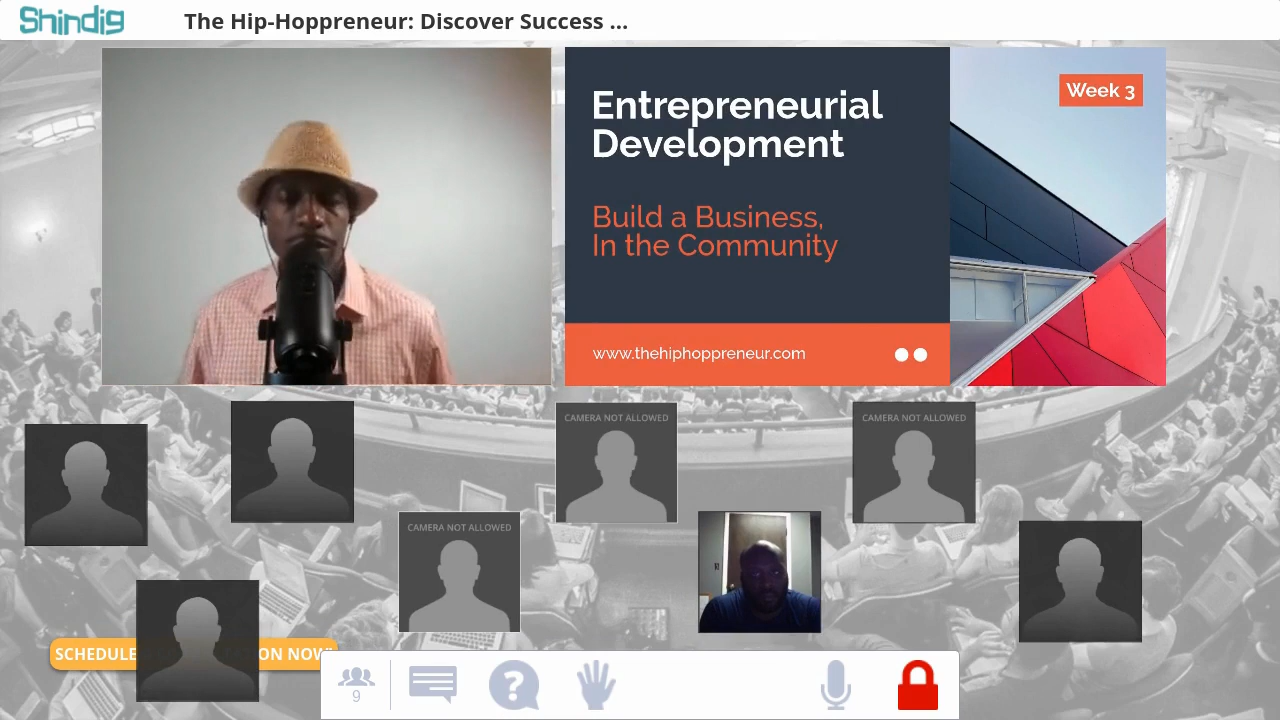 Shindig
The Hip-Hoppreneur: Discover Success ...
Week 3
Entrepreneurial
Development
Build a Business,
In the Community
www.thehiphoppreneur.com
CAMERA NOT ALLOWED
CAMERA NOT ALLOWED
CAMERA NOT ALLOWED
SCHEDULE ON NOW!
9